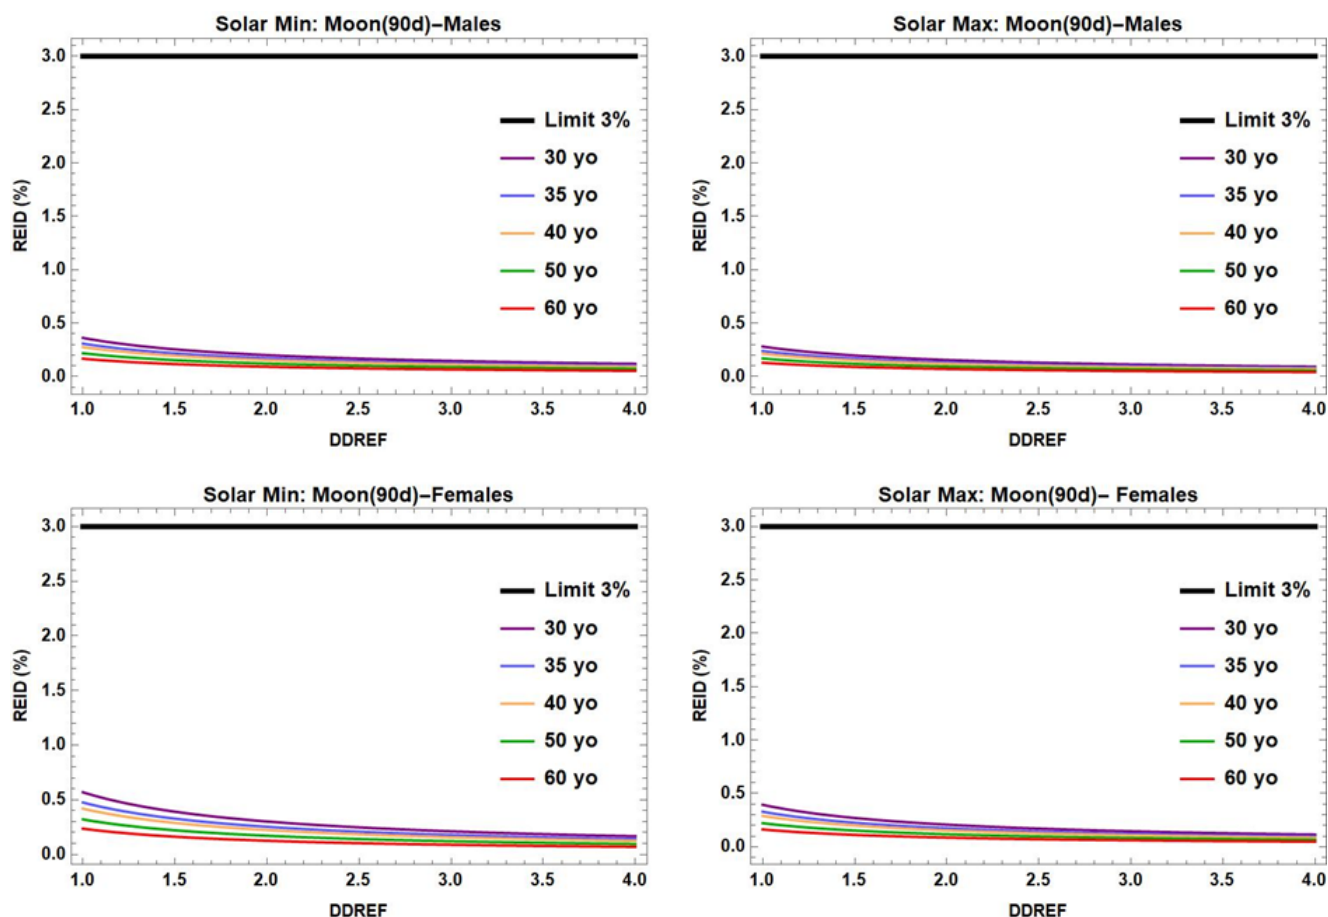 Solar Min: Moon(90d)–Males
3.0
2.5
2.0
1.5
1.0
0.5
0.0
REID (%)
Limit 3%
30 yo
35 yo
40 yo
50 yo
60 yo
1.0 1.5 2.0 2.5 3.0 3.5 4.0
DDREF
Solar Max: Moon(90d)–Males
3.0
2.5
2.0
1.5
1.0
0.5
0.0
REID (%)
Limit 3%
30 yo
35 yo
40 yo
50 yo
60 yo
1.0 1.5 2.0 2.5 3.0 3.5 4.0
DDREF
Solar Min: Moon(90d)–Females
3.0
2.5
2.0
1.5
1.0
0.5
0.0
REID (%)
Limit 3%
30 yo
35 yo
40 yo
50 yo
60 yo
1.0 1.5 2.0 2.5 3.0 3.5 4.0
DDREF
Solar Max: Moon(90d)– Females
3.0
2.5
2.0
1.5
1.0
0.5
0.0
REID (%)
Limit 3%
30 yo
35 yo
40 yo
50 yo
60 yo
1.0 1.5 2.0 2.5 3.0 3.5 4.0
DDREF